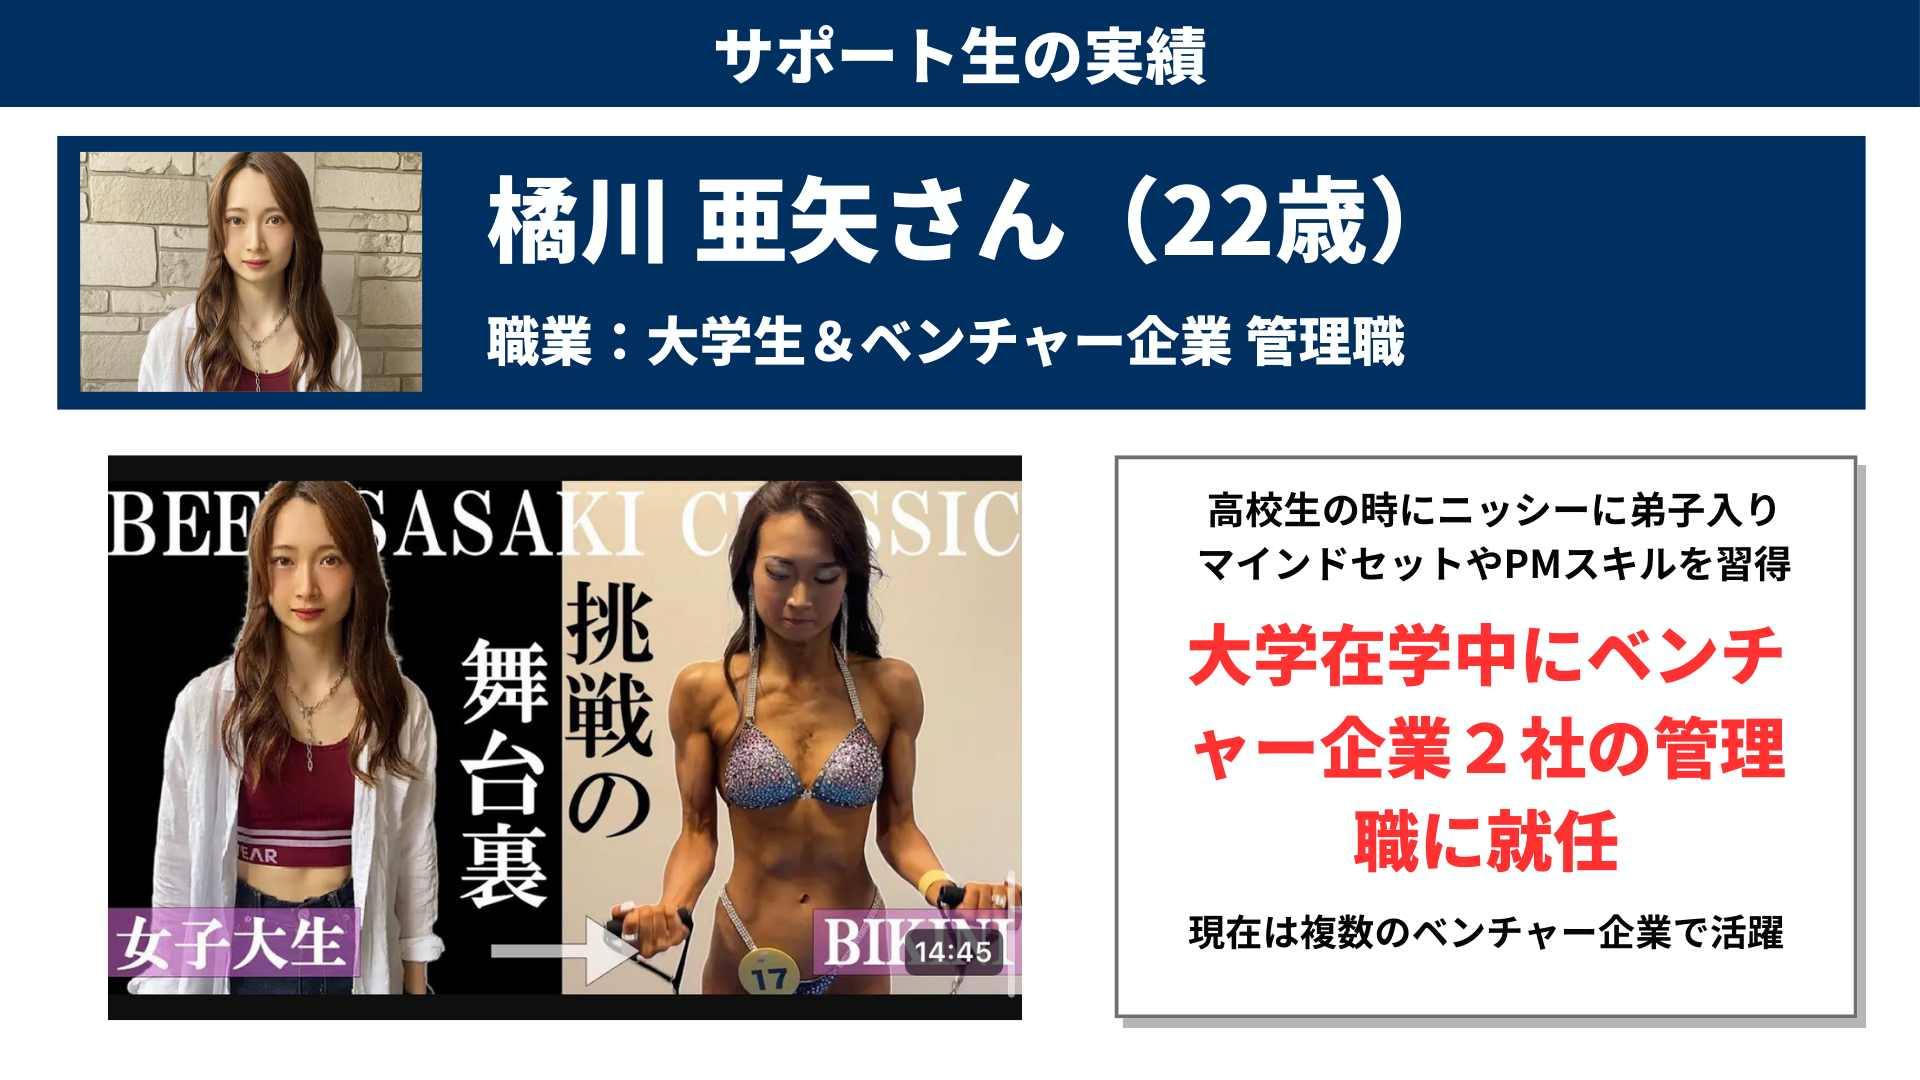 サポート生の実績
橘川 亜矢さん（22歳）
職業：大学生＆ベンチャー企業 管理職
SASAKI
挑戦の
舞台裏
EAR
女子大生
14:45
17
高校生の時にニッシーに弟子入り
マインドセットやPMスキルを習得
大学在学中にベンチ
ャー企業２社の管理
職に就任
現在は複数のベンチャー企業で活躍